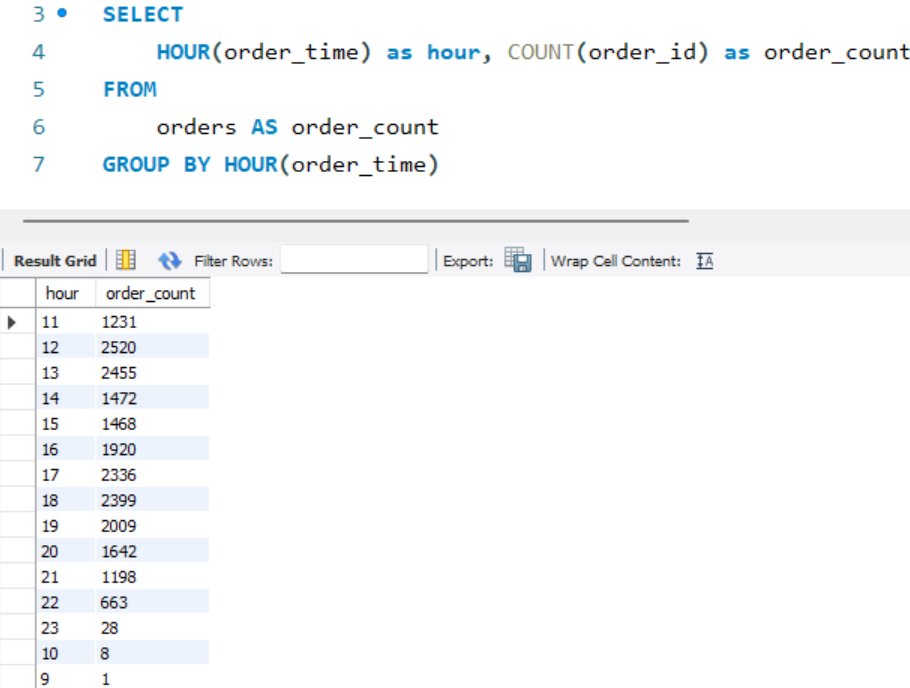 3 SELECT
4 HOUR(order_time) as hour, COUNT(order_id) as order_count
5 FROM
6 orders AS order_count
7 GROUP BY HOUR(order_time)
Result Grid Filter Rows: Export: Wrap Cell Content:
hour order_count
11 1231
12 2520
13 2455
14 1472
15 1468
16 1920
17 2336
18 2399
19 2009
20 1642
21 1198
22 663
23 28
10 8
9 1